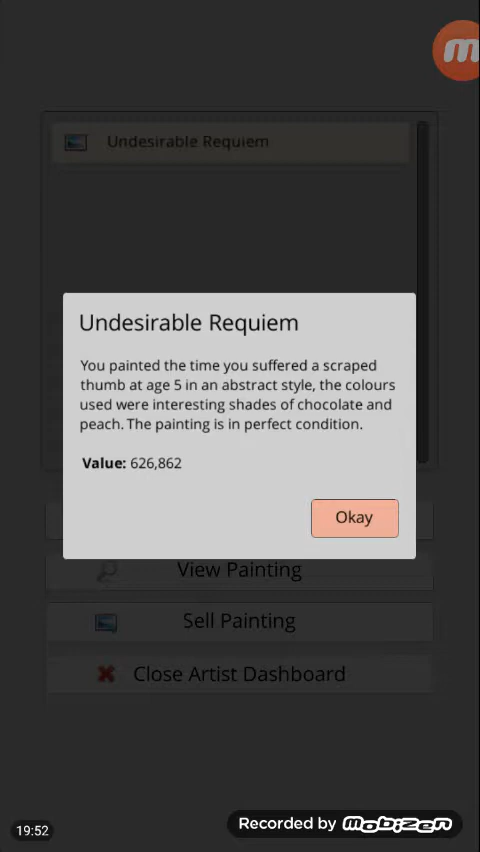 Undesirable Requiem
Undesirable Requiem
You painted the time you suffered a scraped
thumb at age 5 in an abstract style, the colours
used were interesting shades of chocolate and
peach. The painting is in perfect condition.
Value: 626,862
Okay
View Painting
Sell Painting
Close Artist Dashboard
19:52
Recorded by mobizen